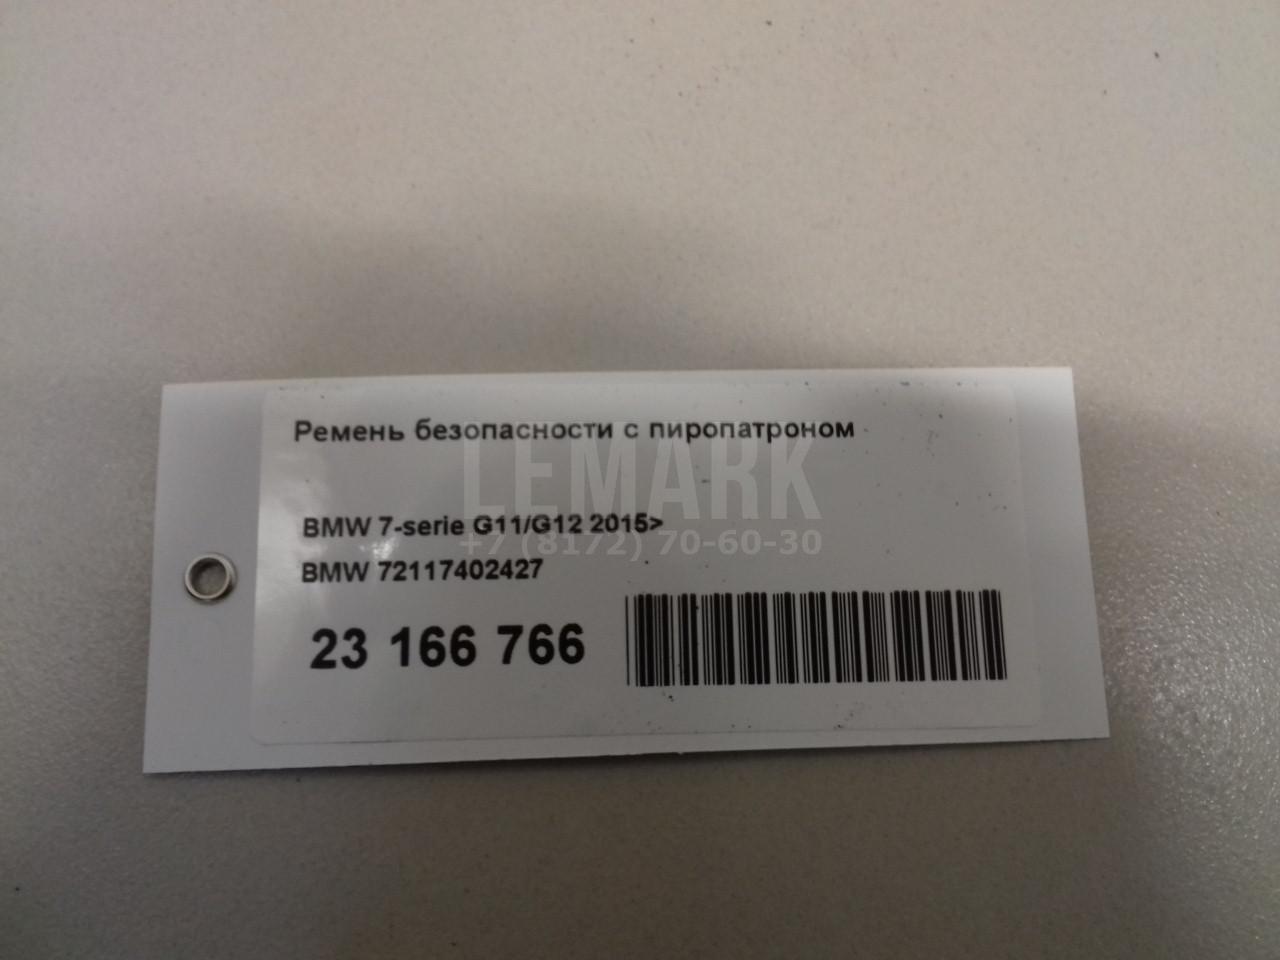 Ремень безопасности с пиропатроном
LEMARK
BMW 7-serie G11/G12 2015>
+7 (8172) 70-60-30
BMW 72117402427
23 166 766